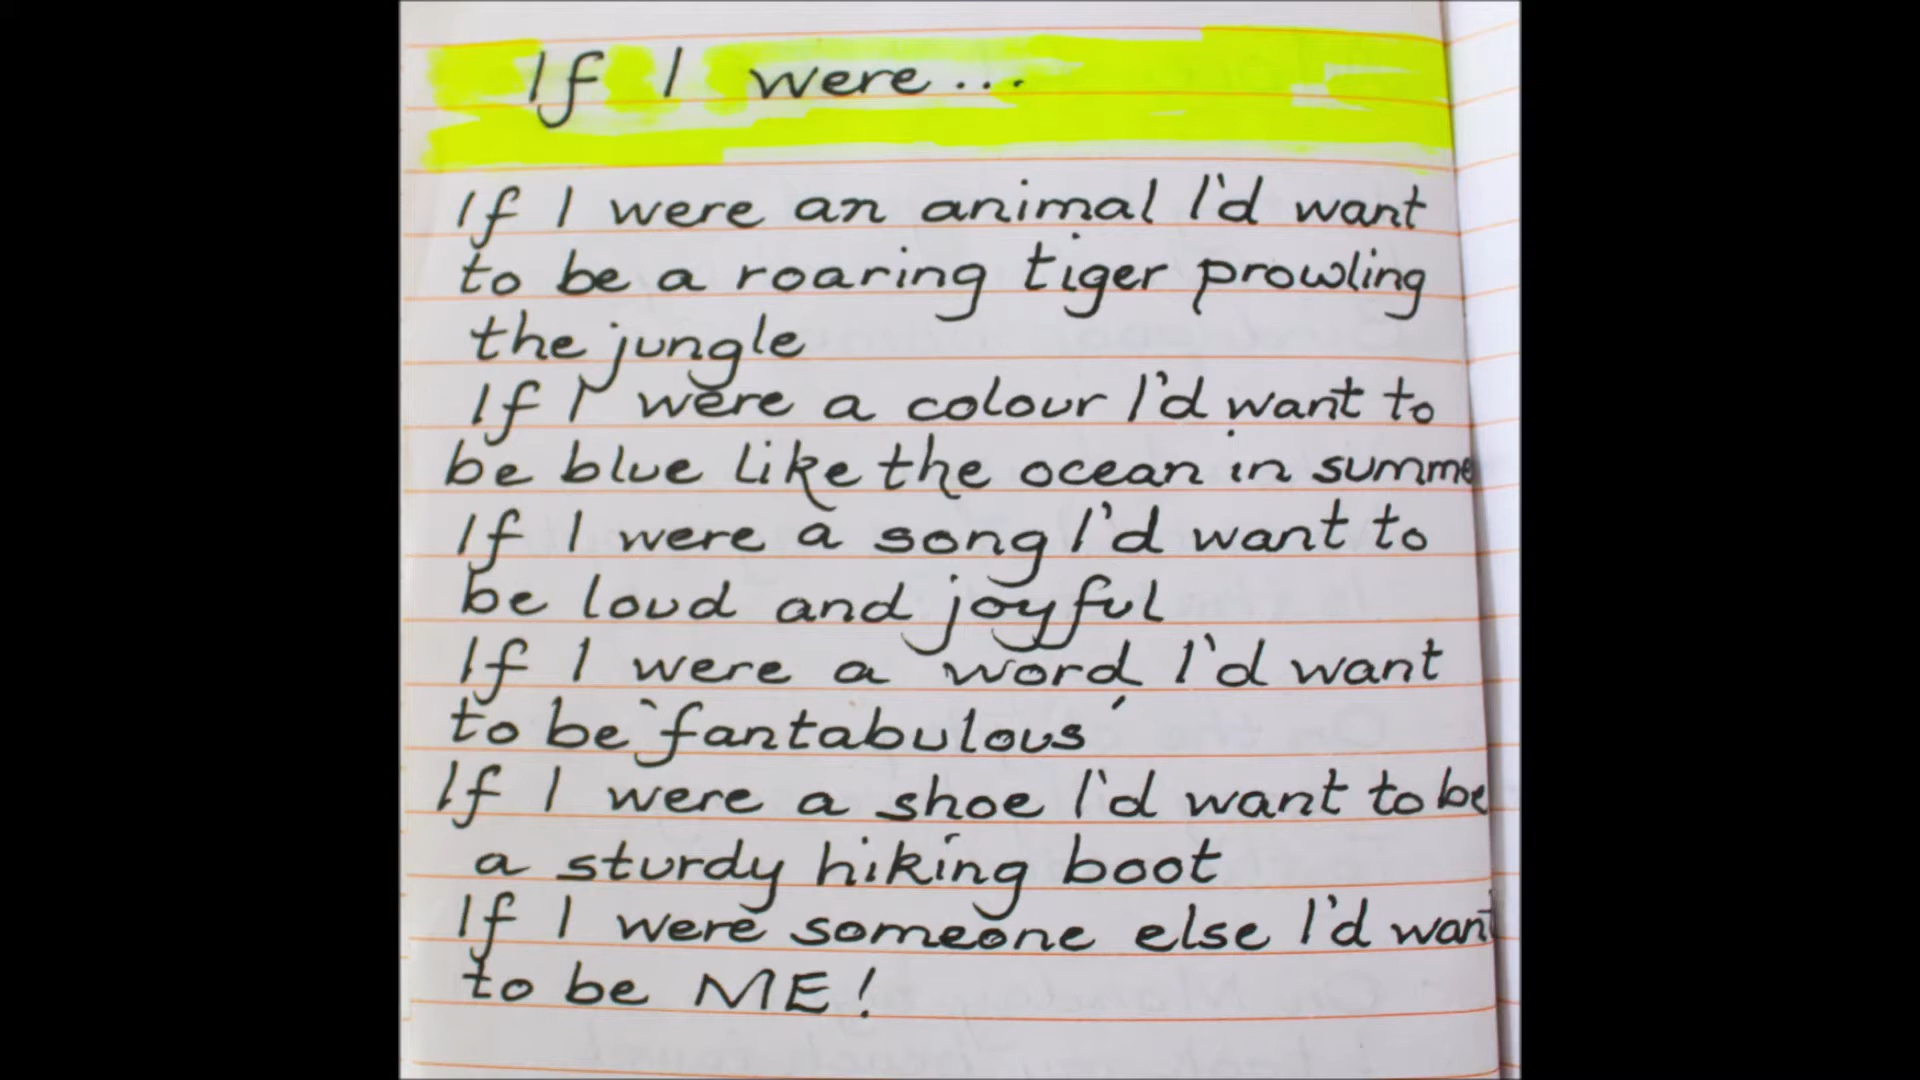 If I were...
If I were an animal I'd want
to be a roaring tiger prowling
the jungle
If I were a colour I'd want to
be blue like the ocean in summe
If I were a song I'd want to
be loud and joyful
If I were a word I'd want
to be 'fantabulous'
If I were a shoe I'd want to be
a sturdy hiking boot
If I were someone else I'd want
to be ME!